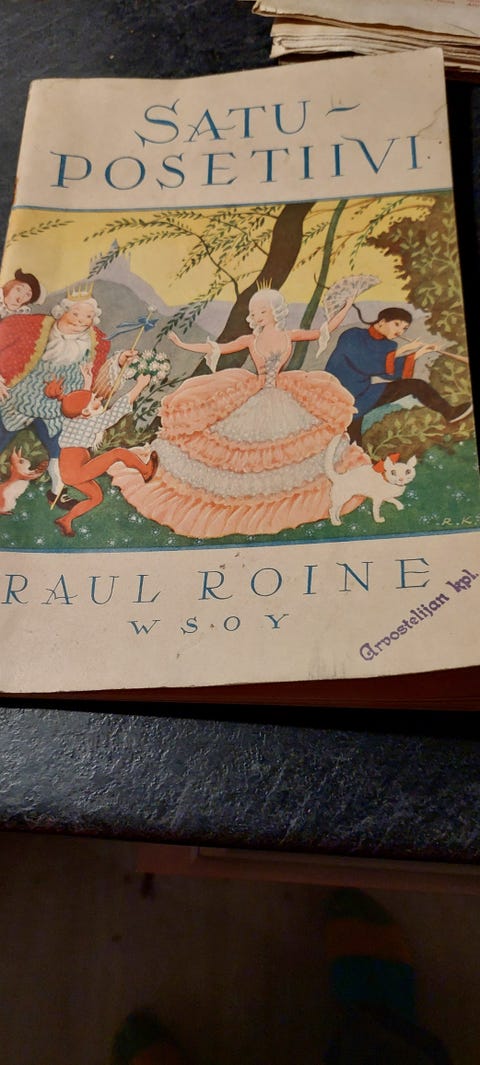 SATU-
POSETIIVI
R.K.
RAUL ROINE
WSOY
Arvostelijan kpl.